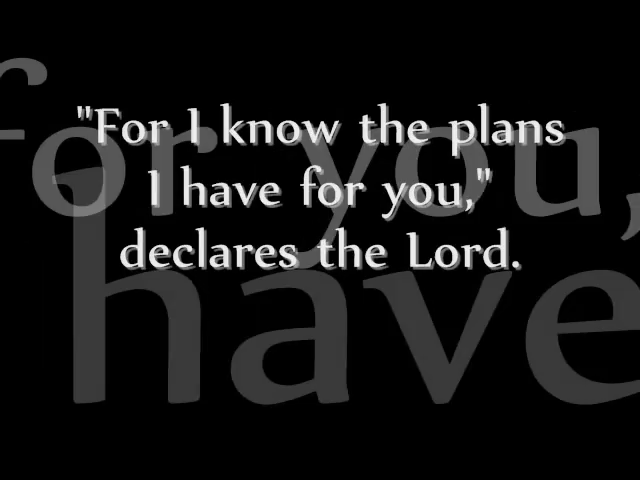 "For I know the plans
I have for you,"
declares the Lord.
for you,
have